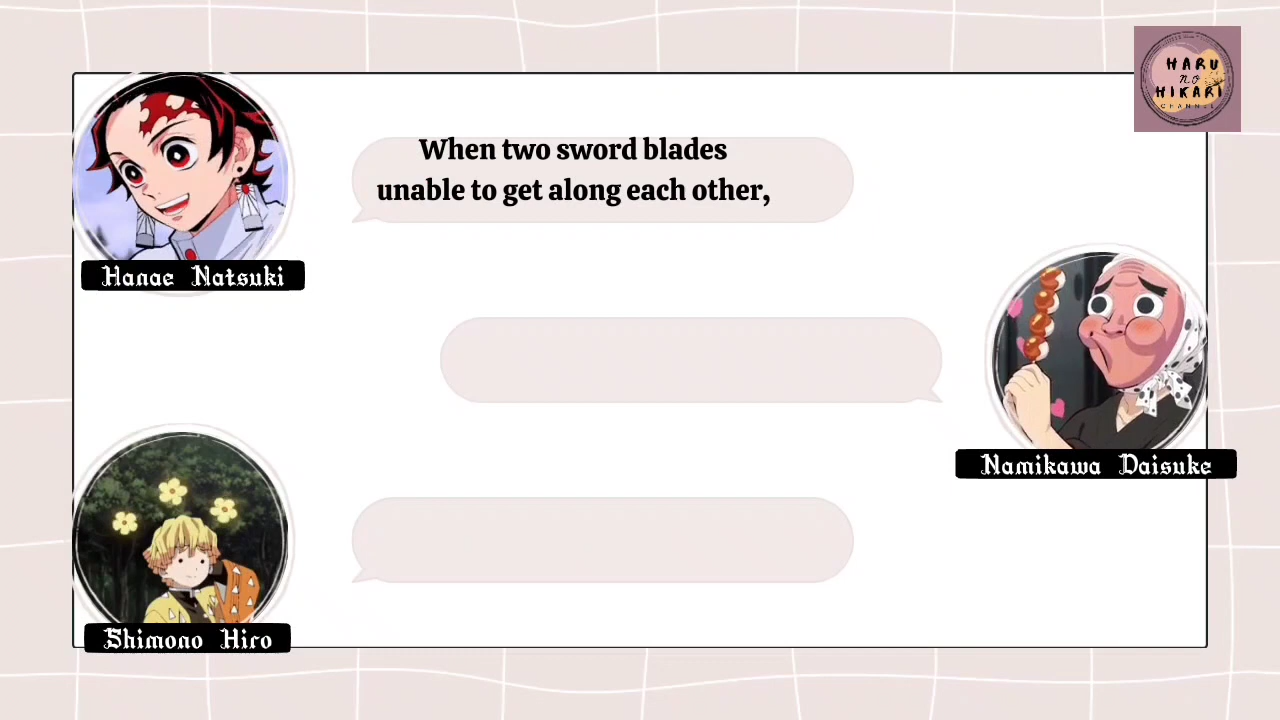 HARU
no
HIKARI
CHANNEL
When two sword blades
unable to get along each other,
Hanae Natsuki
Namikawa Daisuke
Shimono Hiro